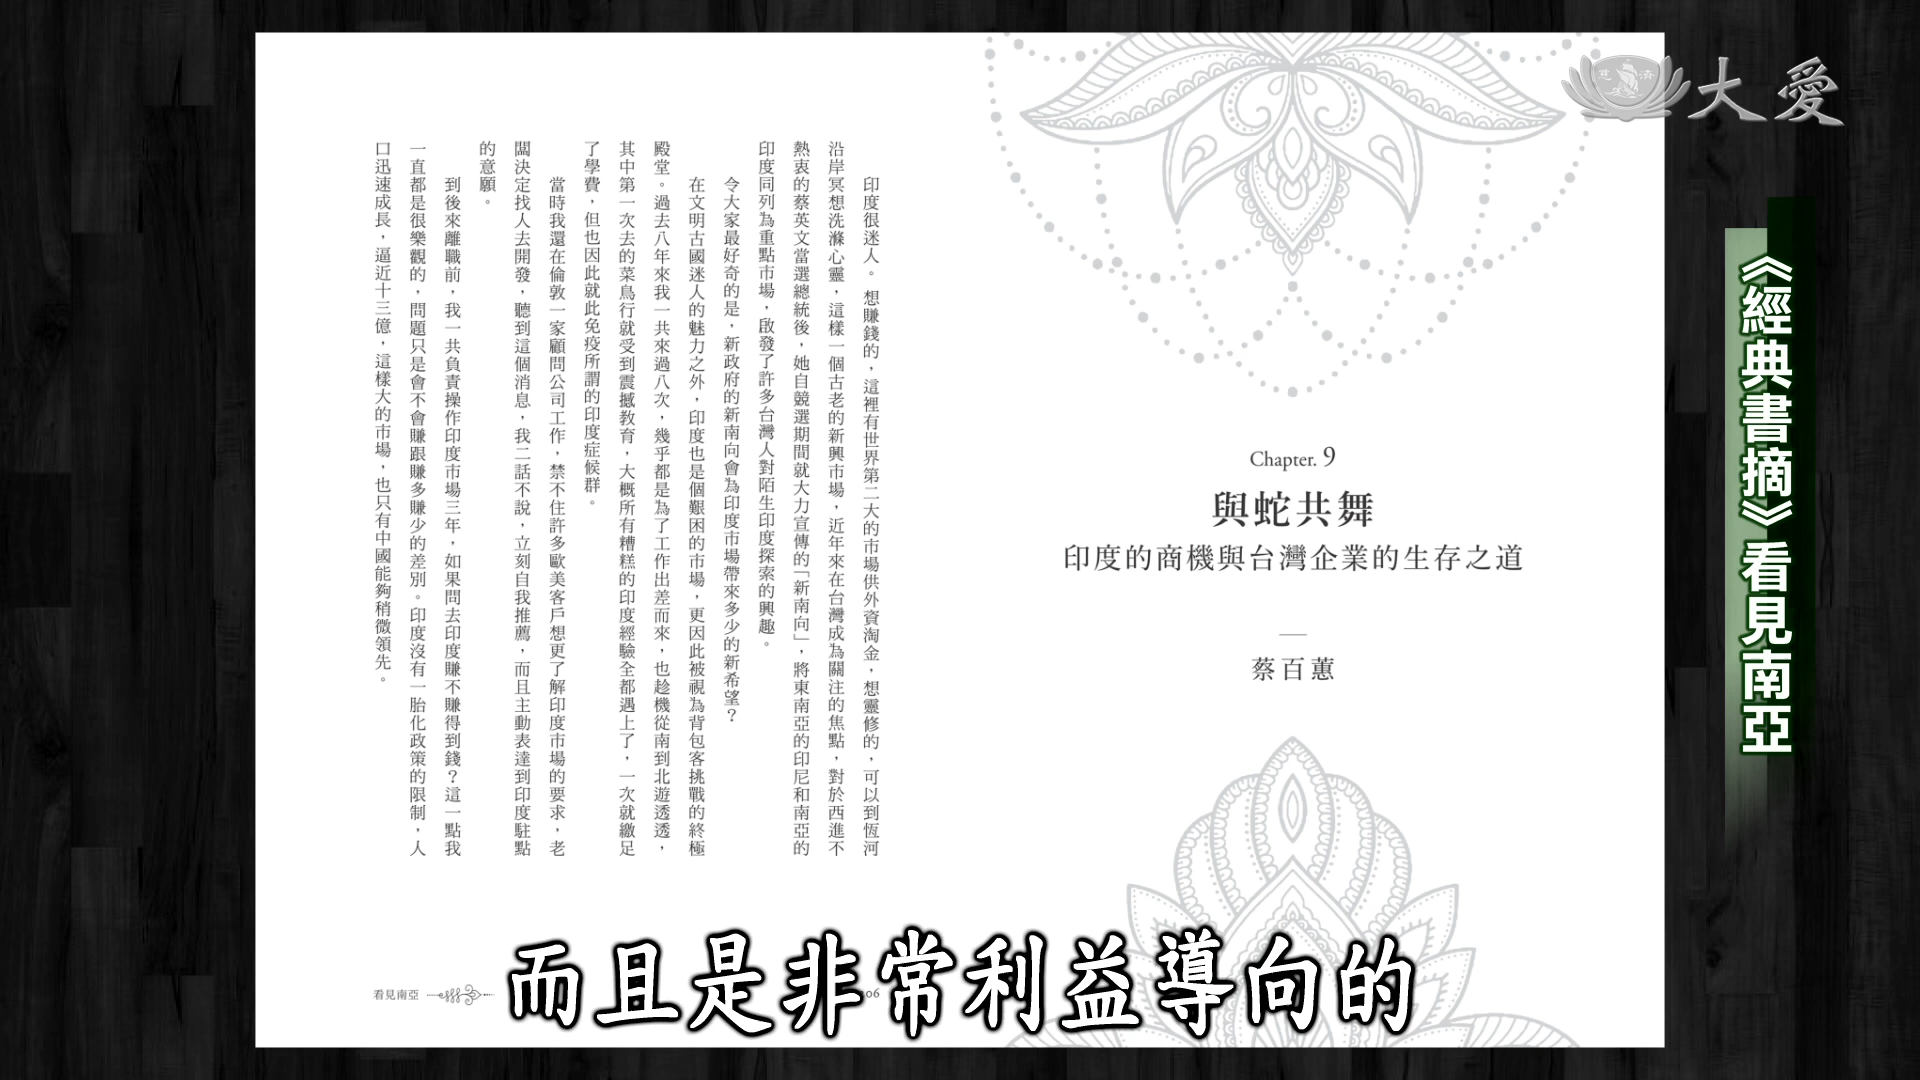 慈 濟
大愛
《經典書摘》看見南亞
Chapter. 9
與蛇共舞
印度的商機與台灣企業的生存之道
蔡百蕙
印度很迷人。想賺錢的，這裡有世界第二大的市場供外資淘金，想靈修的，可以到恆河
沿岸冥想洗滌心靈，這樣一個古老的新興市場，近年來在台灣成為關注的焦點，對於西進不
熱衷的蔡英文當選總統後，她自競選期間就大力宣傳的「新南向」，將東南亞的印尼和南亞的
印度同列為重點市場，啟發了許多台灣人對陌生印度探索的興趣。
令大家最好奇的是，新政府的新南向會為印度市場帶來多少的新希望？
在文明古國迷人的魅力之外，印度也是個艱困的市場，更因此被視為背包客挑戰的終極
殿堂。過去八年來我一共來過八次，幾乎都是為了工作出差而來，也趁機從南到北遊透透，
其中第一次去的菜鳥行就受到震撼教育，大概所有糟糕的印度經驗全都遇上了，一次就繳足
了學費，但也因此就此免疫所謂的印度症候群。
當時我還在倫敦一家顧問公司工作，禁不住許多歐美客戶想更了解印度市場的要求，老
闆決定找人去開發，聽到這個消息，我二話不說，立刻自我推薦，而且主動表達到印度駐點
的意願。
到後來離職前，我一共負責操作印度市場三年，如果問去印度賺不賺得到錢？這一點我
一直都是很樂觀的，問題只是會不會賺跟賺多賺少的差別。印度沒有一胎化政策的限制，人
口迅速成長，逼近十三億，這樣大的市場，也只有中國能夠稍微領先。
看見南亞
06
而且是非常利益導向的